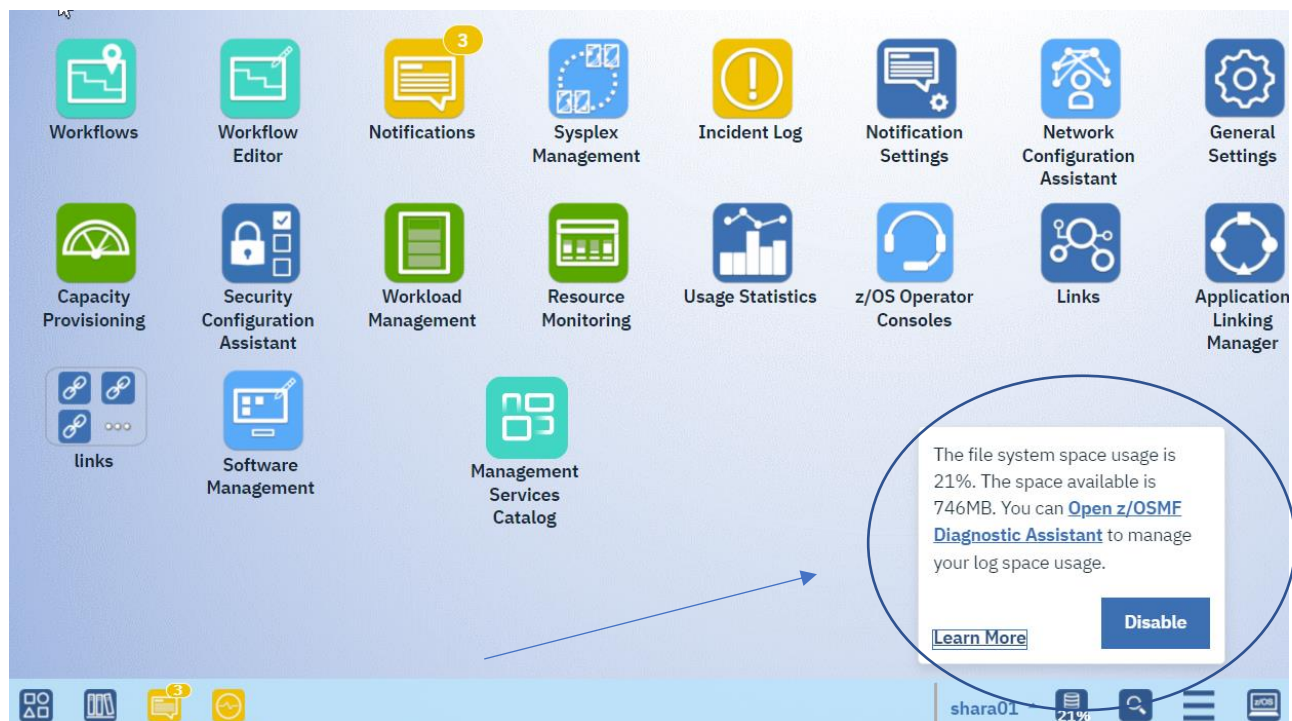 3
Workflows
Workflow
Editor
Notifications
Sysplex
Management
Incident Log
Notification
Settings
Network
Configuration
Assistant
General
Settings
Capacity
Provisioning
Security
Configuration
Assistant
Workload
Management
Resource
Monitoring
Usage Statistics
z/OS Operator
Consoles
Links
Application
Linking
Manager
links
Software
Management
Management
Services
Catalog
The file system space usage is
21%. The space available is
746MB. You can Open z/OSMF
Diagnostic Assistant to manage
your log space usage.
Learn More
Disable
3
shara01
21%
z/OS